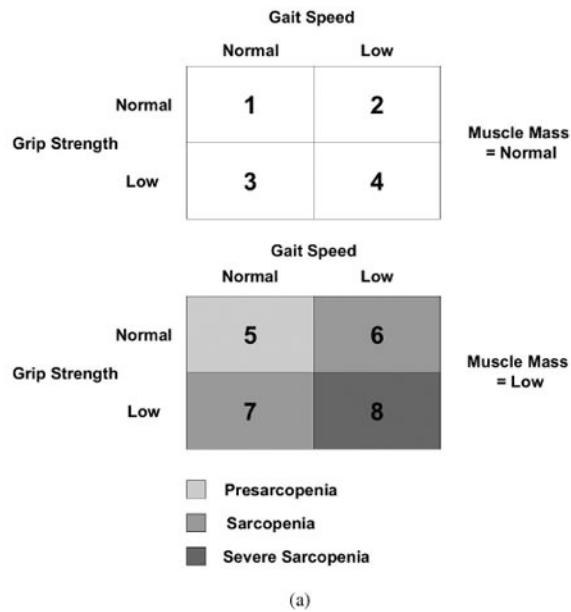 Gait Speed
Normal Low
Normal 1 2
Grip Strength
Muscle Mass
= Normal
Low 3 4
Gait Speed
Normal Low
Normal 5 6
Grip Strength
Muscle Mass
= Low
Low 7 8
Presarcopenia
Sarcopenia
Severe Sarcopenia
(a)